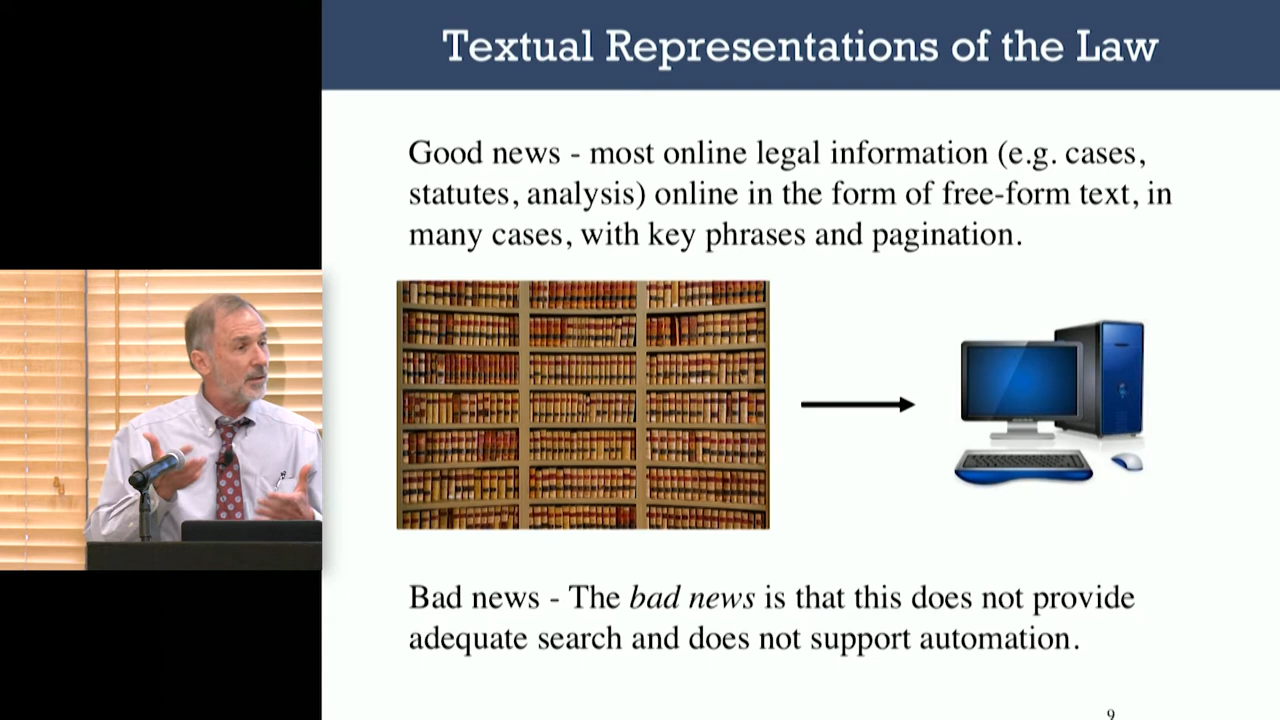 Textual Representations of the Law
Good news - most online legal information (e.g. cases,
statutes, analysis) online in the form of free-form text, in
many cases, with key phrases and pagination.
Bad news - The bad news is that this does not provide
adequate search and does not support automation.
9